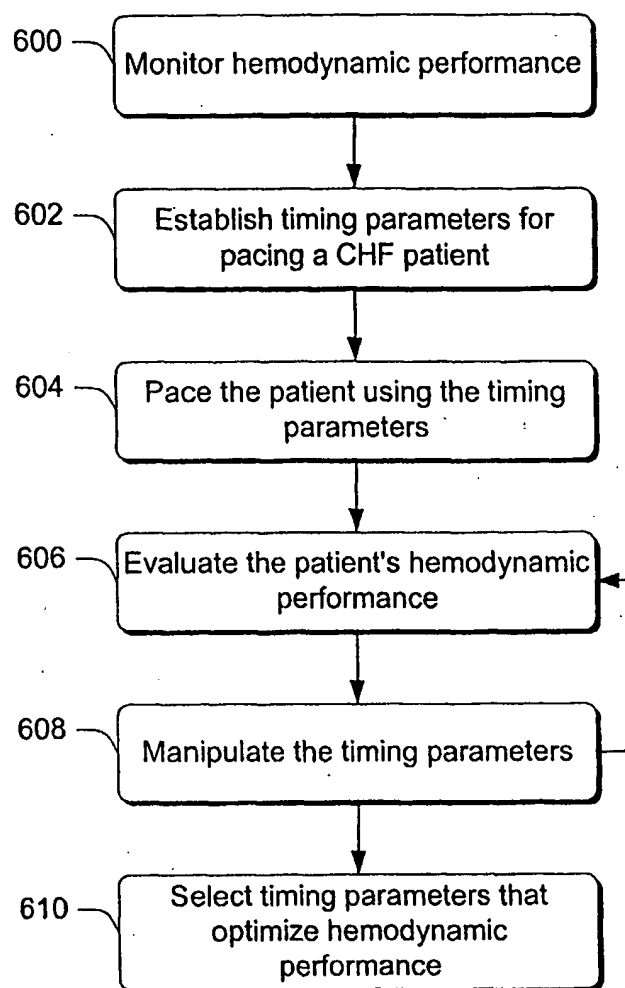 600
Monitor hemodynamic performance
602
Establish timing parameters for
pacing a CHF patient
604
Pace the patient using the timing
parameters
606
Evaluate the patient's hemodynamic
performance
608
Manipulate the timing parameters
610
Select timing parameters that
optimize hemodynamic
performance